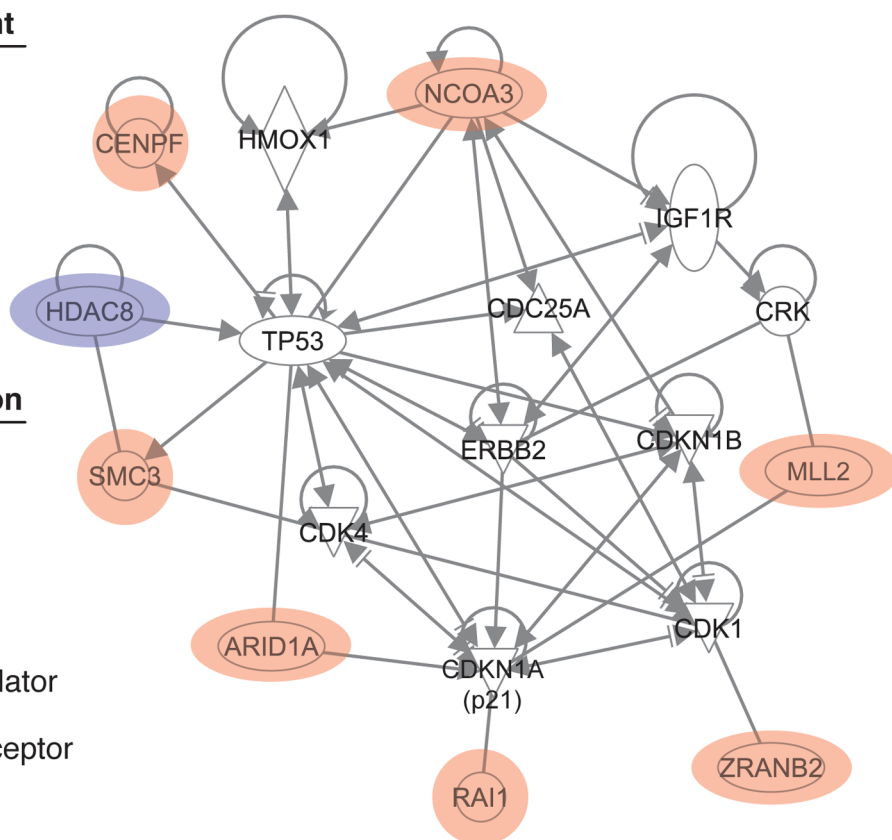 nt
NCOA3
HMOX1
CENPF
IGF1R
HDAC8
CDC25A
CRK
TP53
on
ERBB2
CDKN1B
SMC3
MLL2
CDK4
CDK1
ARID1A
CDKN1A
(p21)
lator
ceptor
ZRANB2
RAI1